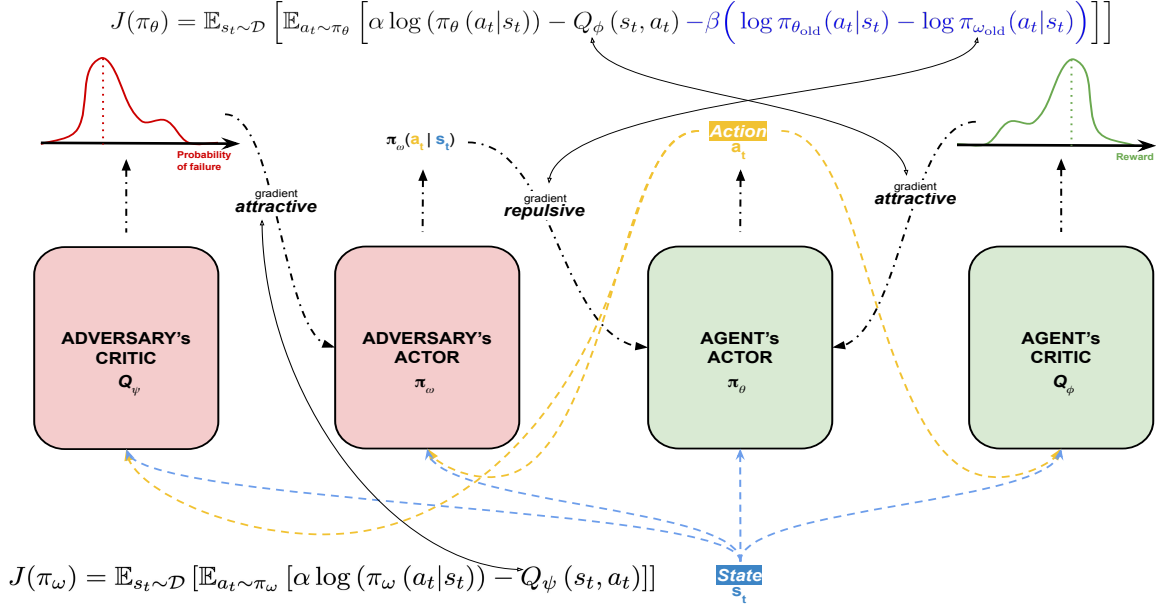 J(π_θ) = 𝔼_{s_t∼𝒟} [𝔼_{a_t∼π_θ} [α log (π_θ (a_t|s_t)) − Q_ϕ (s_t, a_t) −β(log π_{θ_old}(a_t|s_t) − log π_{ω_old}(a_t|s_t))]]
Probability
of failure
π_ω(a_t | s_t)
Action
a_t
Reward
gradient
attractive
gradient
repulsive
gradient
attractive
ADVERSARY's
CRITIC
Q_ψ
ADVERSARY's
ACTOR
π_ω
AGENT's
ACTOR
π_θ
AGENT's
CRITIC
Q_ϕ
J(π_ω) = 𝔼_{s_t∼𝒟} [𝔼_{a_t∼π_ω} [α log (π_ω (a_t|s_t)) − Q_ψ (s_t, a_t)]]
State
s_t